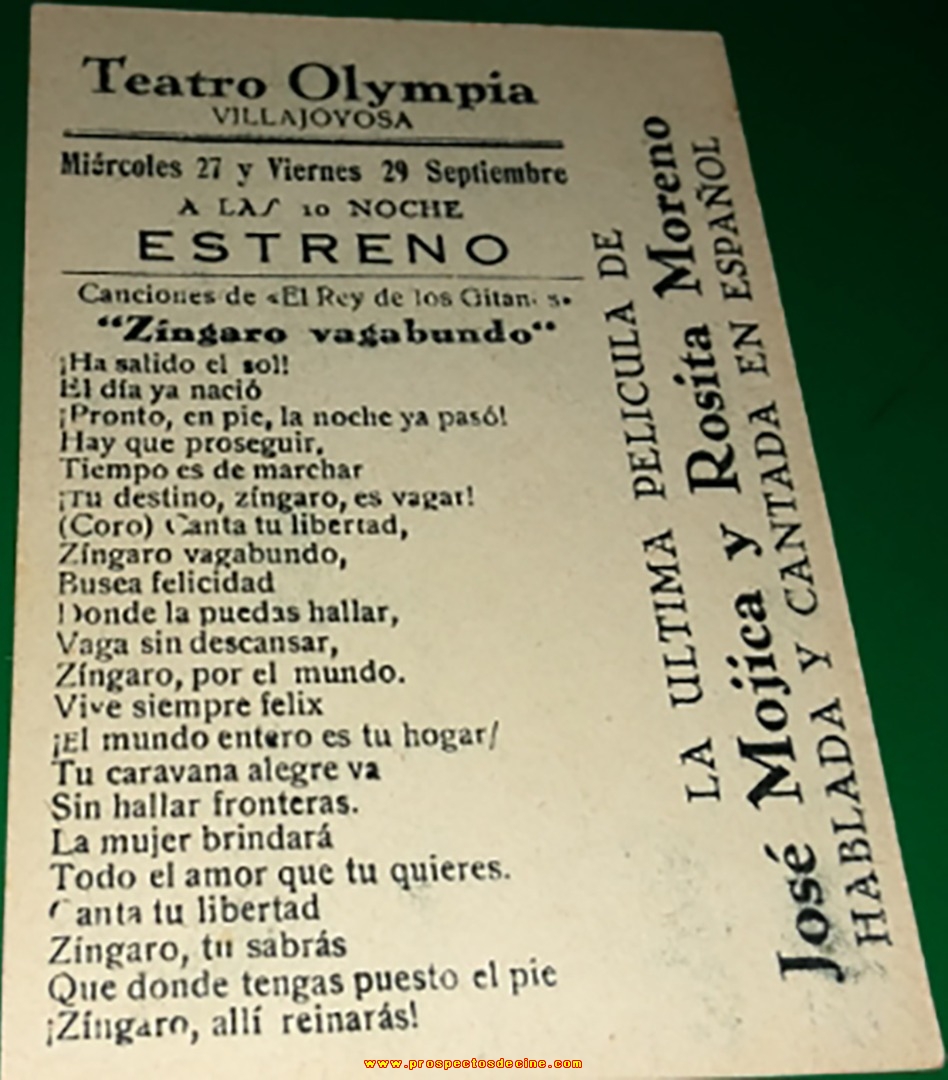 Teatro Olympia
VILLAJOYOSA
Miércoles 27 y Viernes 29 Septiembre
A LAS 10 NOCHE
ESTRENO
Canciones de «El Rey de los Gitan s»
"Zíngaro vagabundo"
¡Ha salido el sol!
El día ya nació
¡Pronto, en pie, la noche ya pasó!
Hay que proseguir,
Tiempo es de marchar
¡Tu destino, zíngaro, es vagar!
(Coro) Canta tu libertad,
Zíngaro vagabundo,
Busea felicidad
Donde la puedas hallar,
Vaga sin descansar,
Zíngaro, por el mundo.
Vive siempre felix
¡El mundo entero es tu hogar/
Tu caravana alegre va
Sin hallar fronteras.
La mujer brindará
Todo el amor que tu quieres.
Canta tu libertad
Zíngaro, tu sabrás
Que donde tengas puesto el pie
¡Zíngaro, allí reinarás!
LA ULTIMA PELICULA DE
José Mojica y Rosita Moreno
HABLADA Y CANTADA EN ESPAÑOL
www.prospectosdecine.com